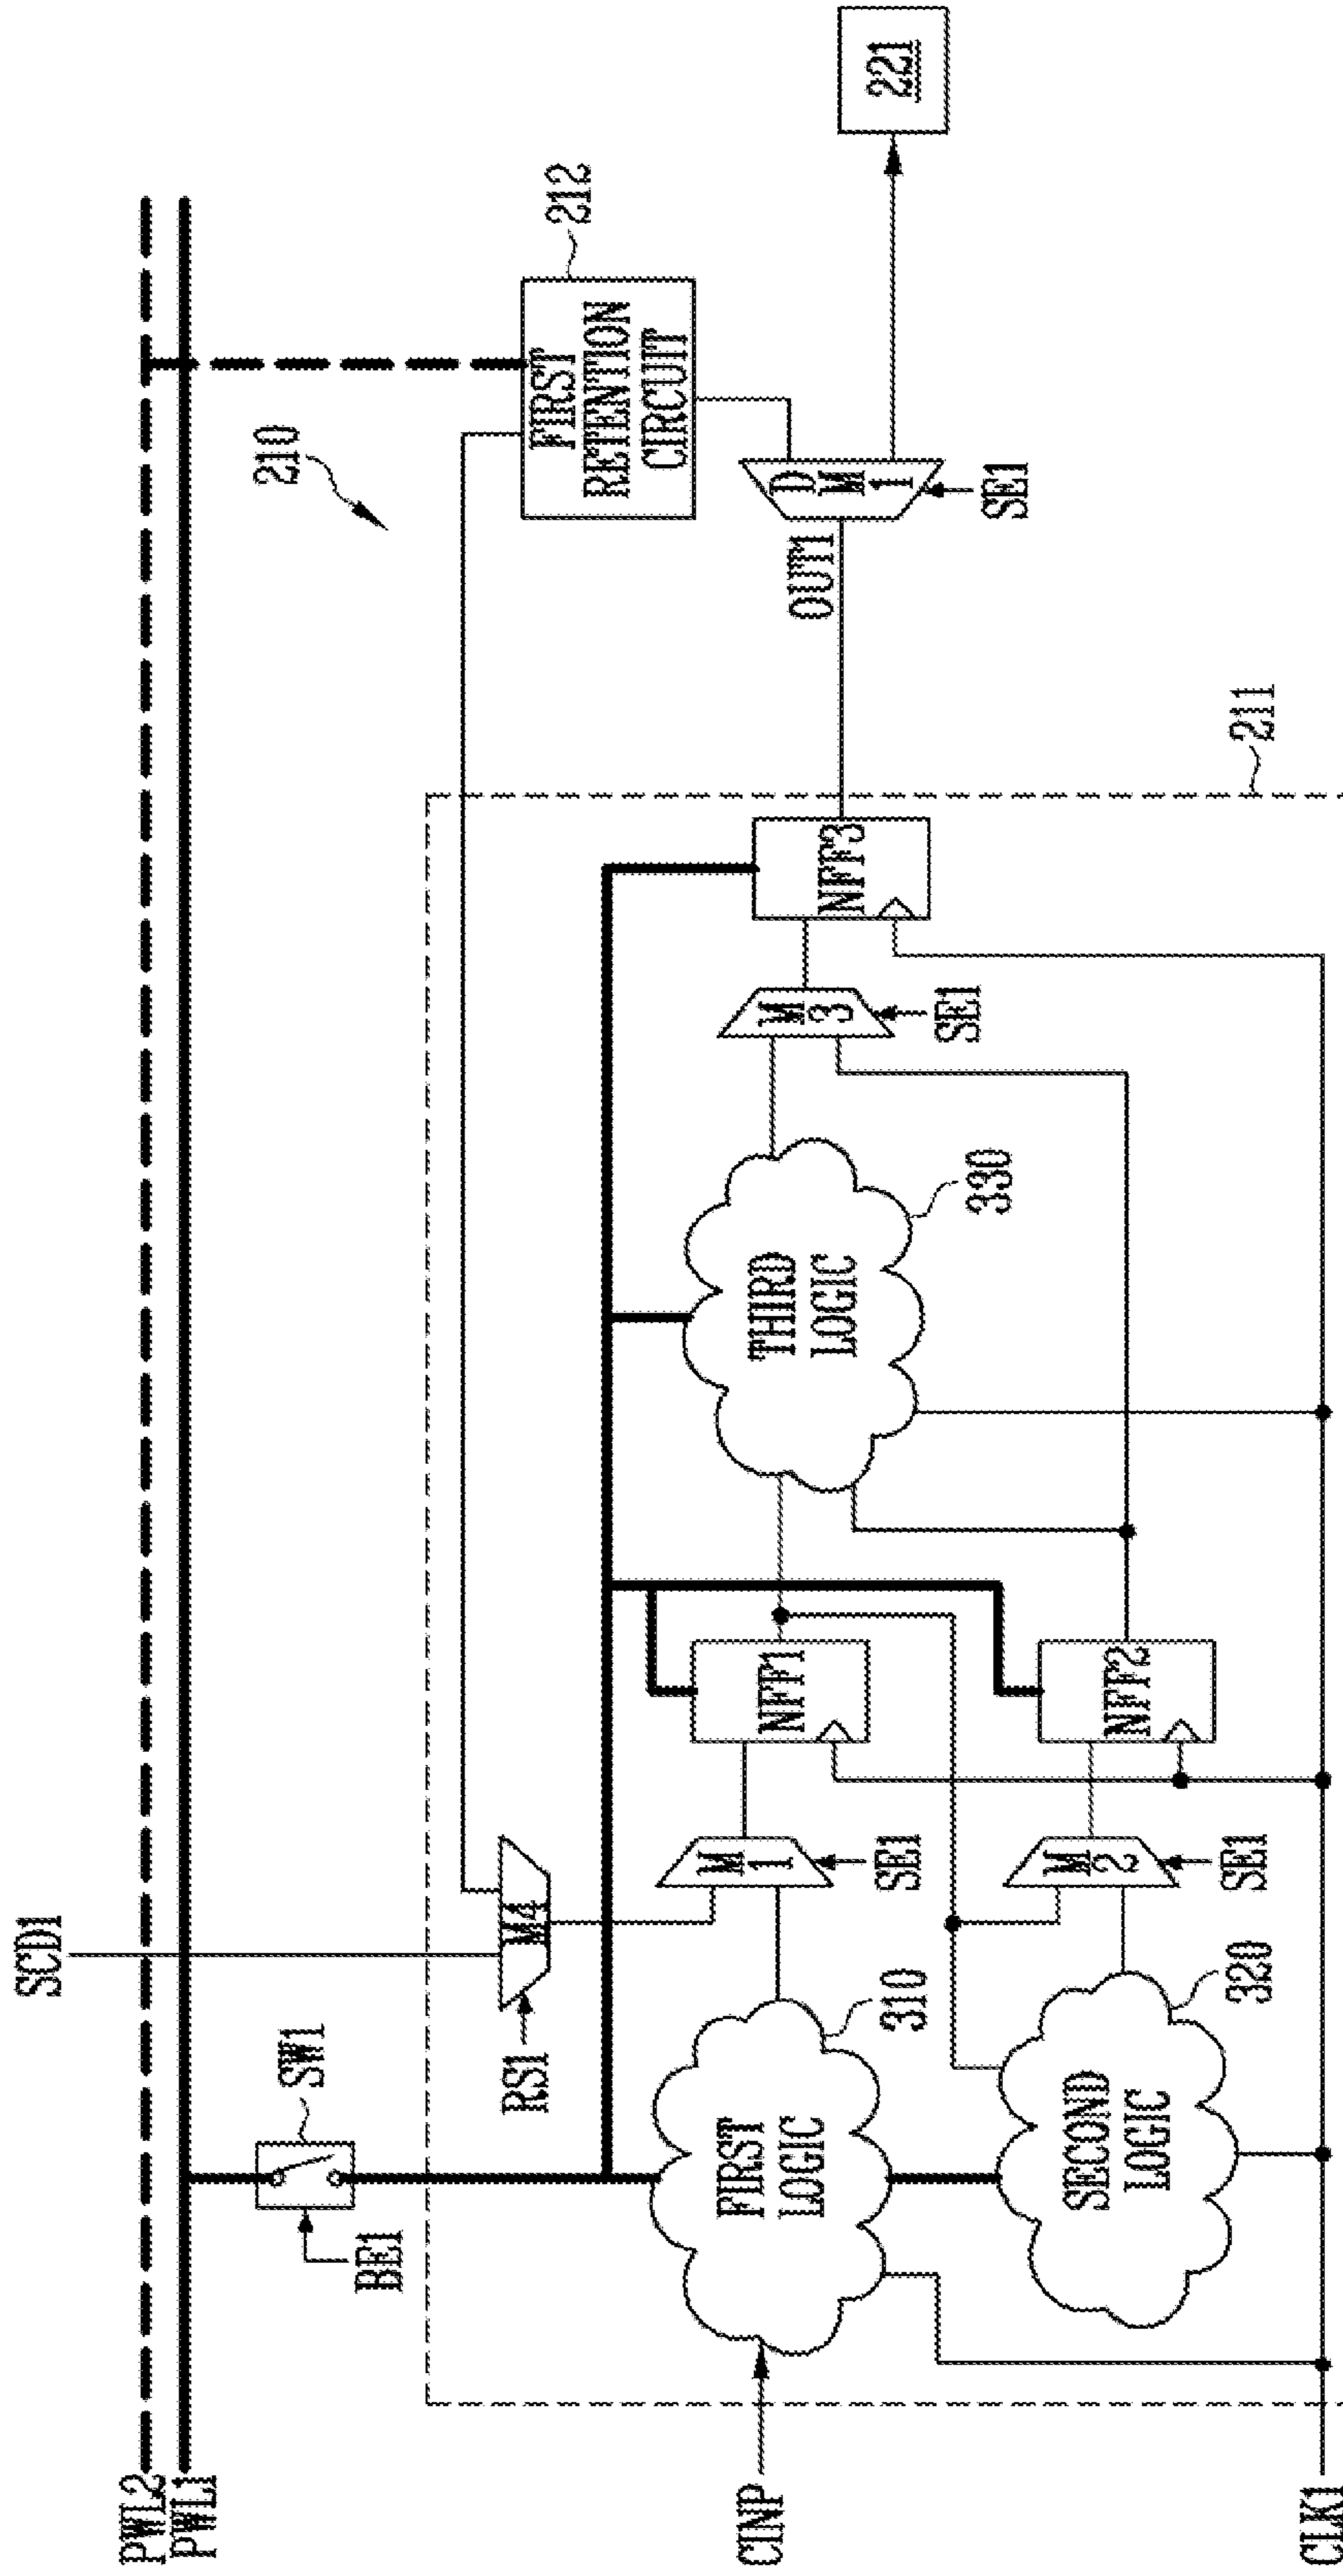 PWL2
PWL1
SCD1
SW1
BE1
RS1
M4
210
FIRST
RETENTION
CIRCUIT
212
D
M
1
SE1
OUT1
221
211
CINP
FIRST
LOGIC
310
M
1
SE1
NFF1
THIRD
LOGIC
330
M
3
SE1
NFF3
SECOND
LOGIC
320
M
2
SE1
NFF2
CLK1